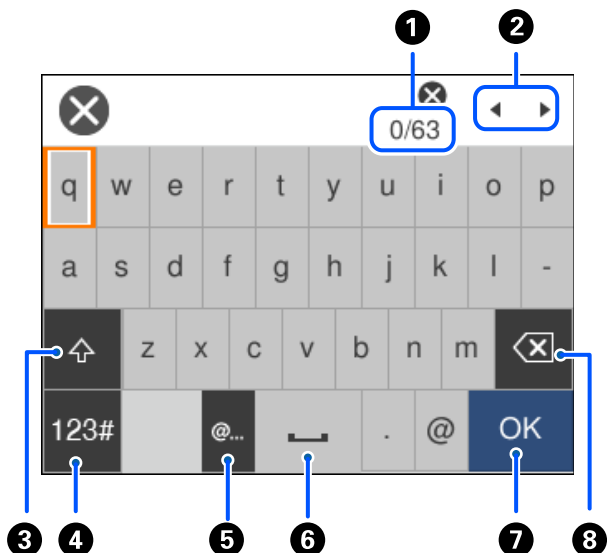 1 2
0/63
q w e r t y u i o p
a s d f g h j k l -
z x c v b n m
123# @... . @ OK
3 4 5 6 7 8